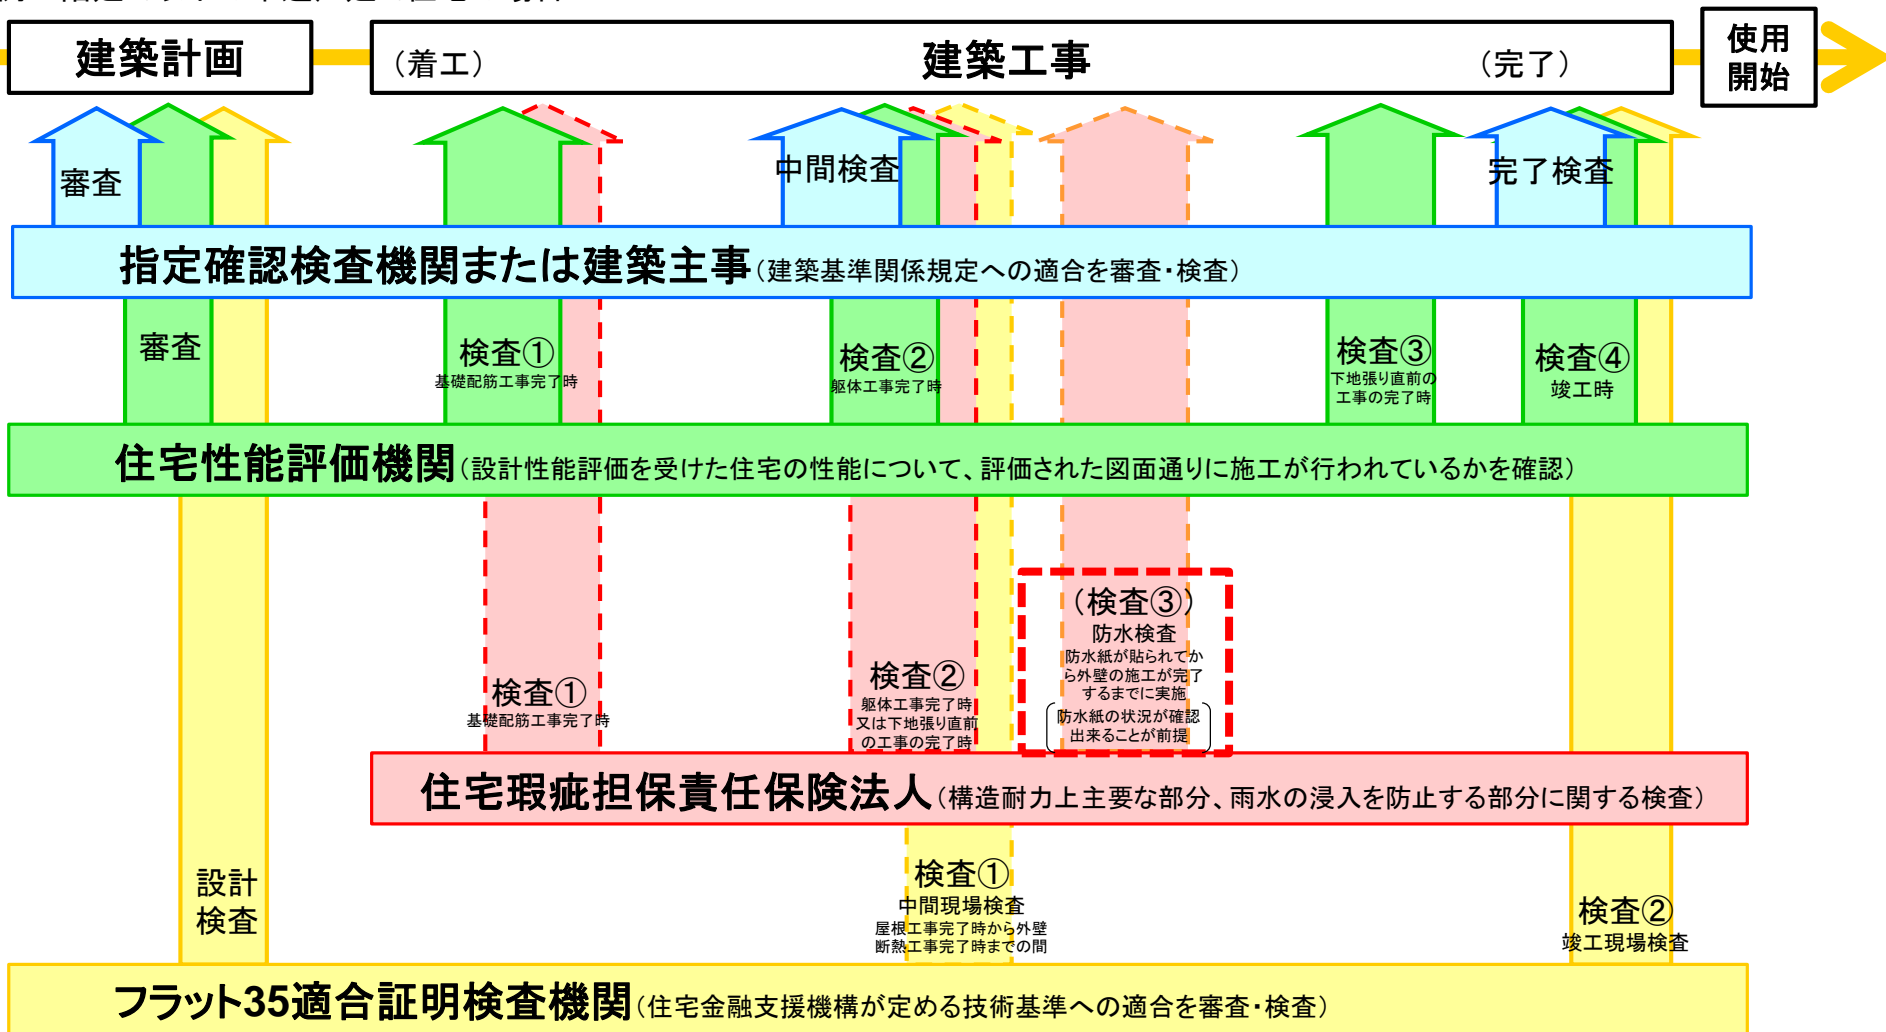 建築計画
(着工)
建築工事
(完了)
使用
開始
審査
中間検査
完了検査
指定確認検査機関または建築主事(建築基準関係規定への適合を審査・検査)
審査
検査①
基礎配筋工事完了時
検査②
躯体工事完了時
検査③
下地張り直前の
工事の完了時
検査④
竣工時
住宅性能評価機関(設計性能評価を受けた住宅の性能について、評価された図面通りに施工が行われているかを確認)
検査①
基礎配筋工事完了時
検査②
躯体工事完了時
又は下地張り直前
の工事の完了時
(検査③)
防水検査
防水紙が貼られてか
ら外壁の施工が完了
するまでに実施
防水紙の状況が確認
出来ることが前提
住宅瑕疵担保責任保険法人(構造耐力上主要な部分、雨水の浸入を防止する部分に関する検査)
設計
検査
検査①
中間現場検査
屋根工事完了時から外壁
断熱工事完了時までの間
検査②
竣工現場検査
フラット35適合証明検査機関(住宅金融支援機構が定める技術基準への適合を審査・検査)